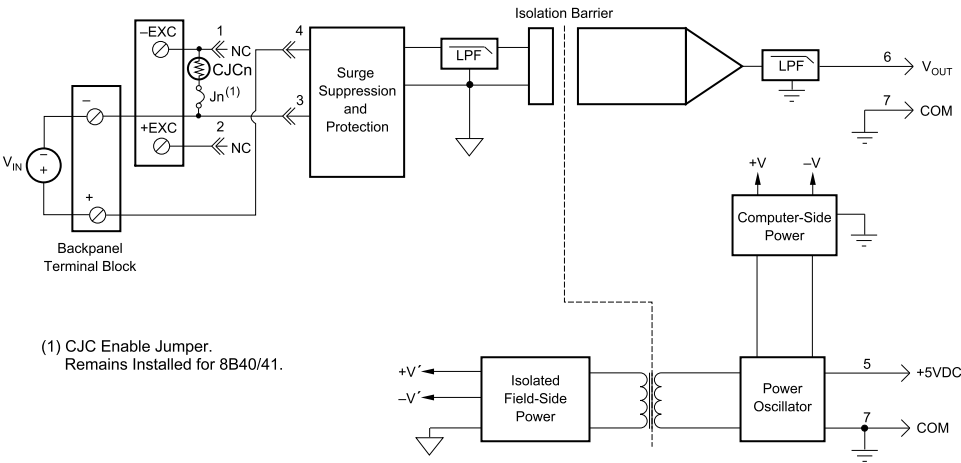 Isolation Barrier
–EXC
1
NC
CJCn
Jn(1)
4
3
+EXC
2
NC
–
+
VIN
–
+
Backpanel
Terminal Block
Surge
Suppression
and
Protection
LPF
LPF
6
VOUT
7
COM
+V
–V
Computer-Side
Power
(1) CJC Enable Jumper.
Remains Installed for 8B40/41.
+V′
–V′
Isolated
Field-Side
Power
Power
Oscillator
5
+5VDC
7
COM